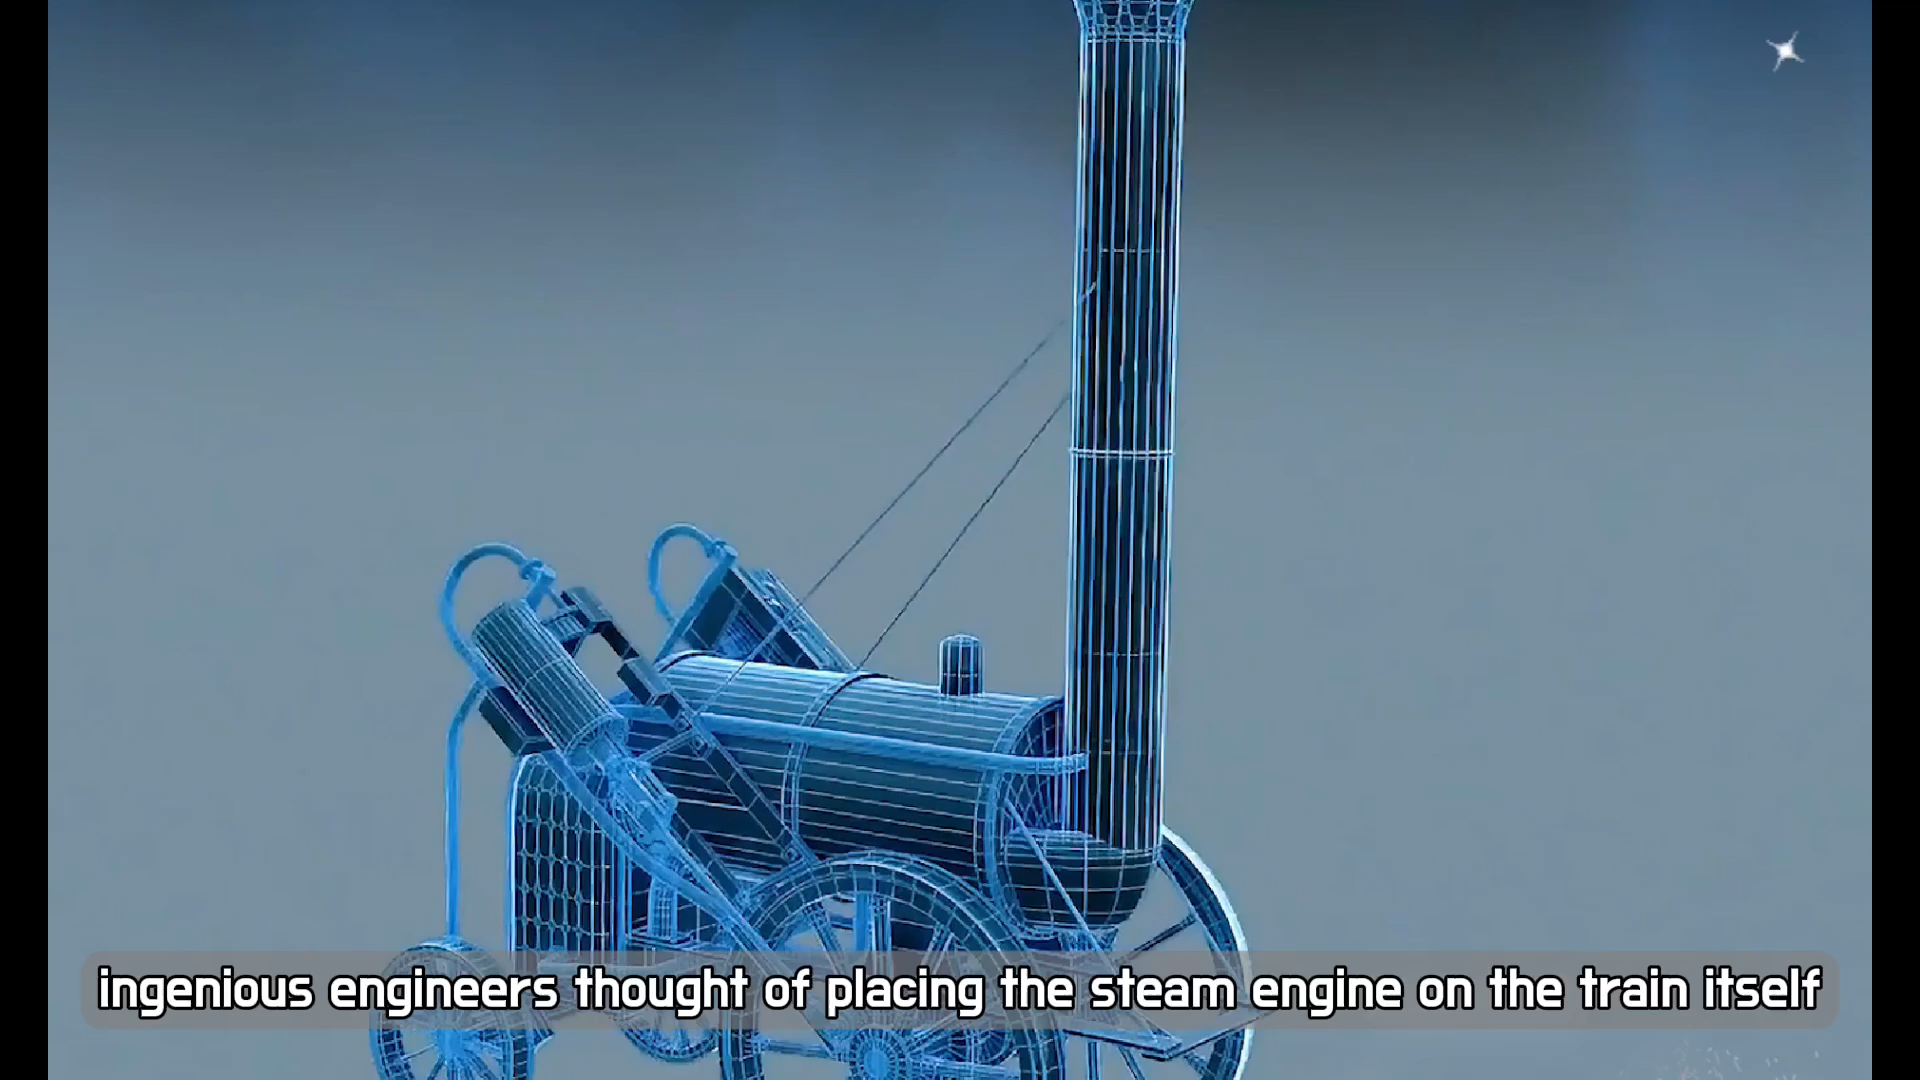 ingenious engineers thought of placing the steam engine on the train itself